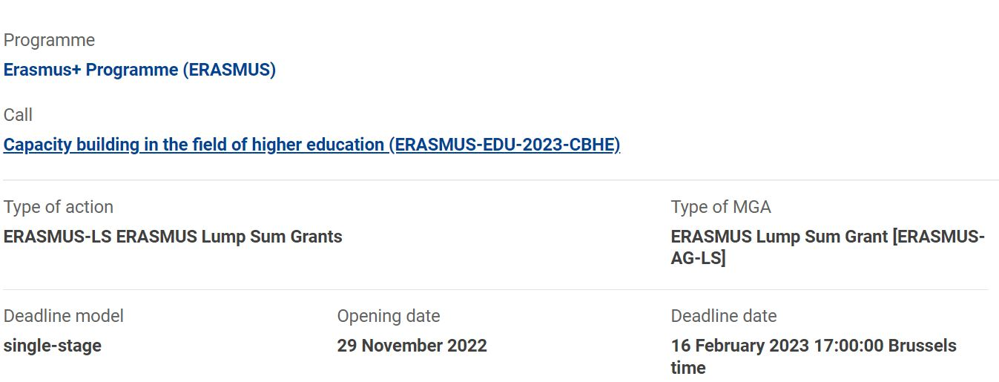 Programme
Erasmus+ Programme (ERASMUS)
Call
Capacity building in the field of higher education (ERASMUS-EDU-2023-CBHE)
Type of action
ERASMUS-LS ERASMUS Lump Sum Grants
Type of MGA
ERASMUS Lump Sum Grant [ERASMUS-
AG-LS]
Deadline model
single-stage
Opening date
29 November 2022
Deadline date
16 February 2023 17:00:00 Brussels
time